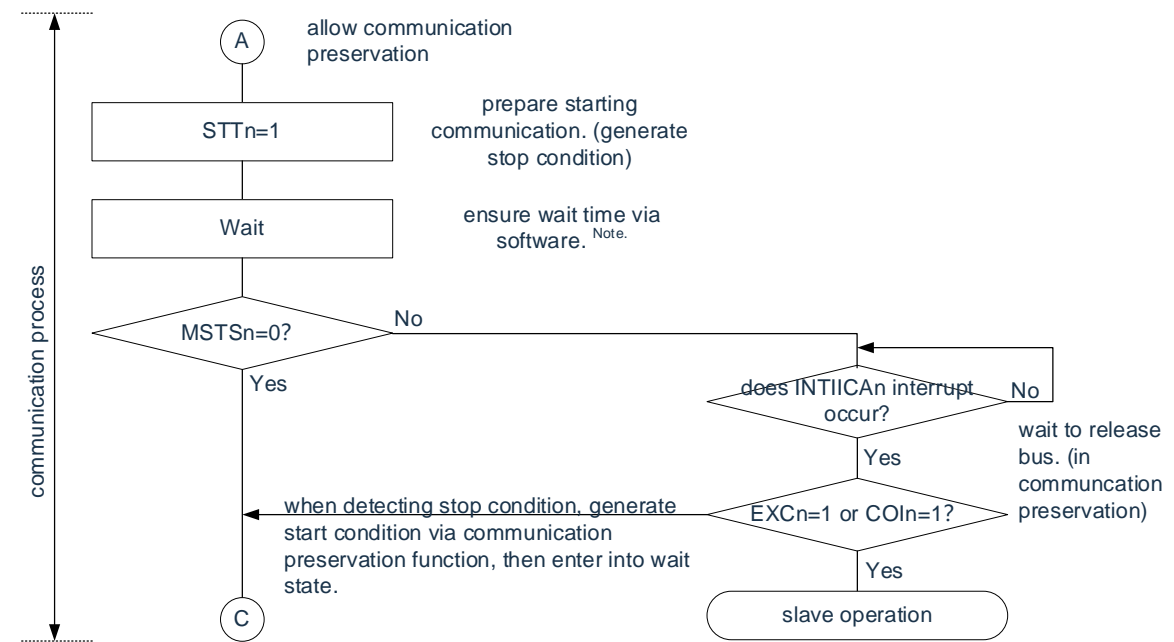 A
allow communication
preservation
STTn=1
prepare starting
communication. (generate
stop condition)
Wait
ensure wait time via
software. Note.
communication process
MSTSn=0?
No
Yes
does INTIICAn interrupt
occur?
No
Yes
wait to release
bus. (in
communcation
preservation)
EXCn=1 or COIn=1?
when detecting stop condition, generate
start condition via communication
preservation function, then enter into wait
state.
Yes
slave operation
C